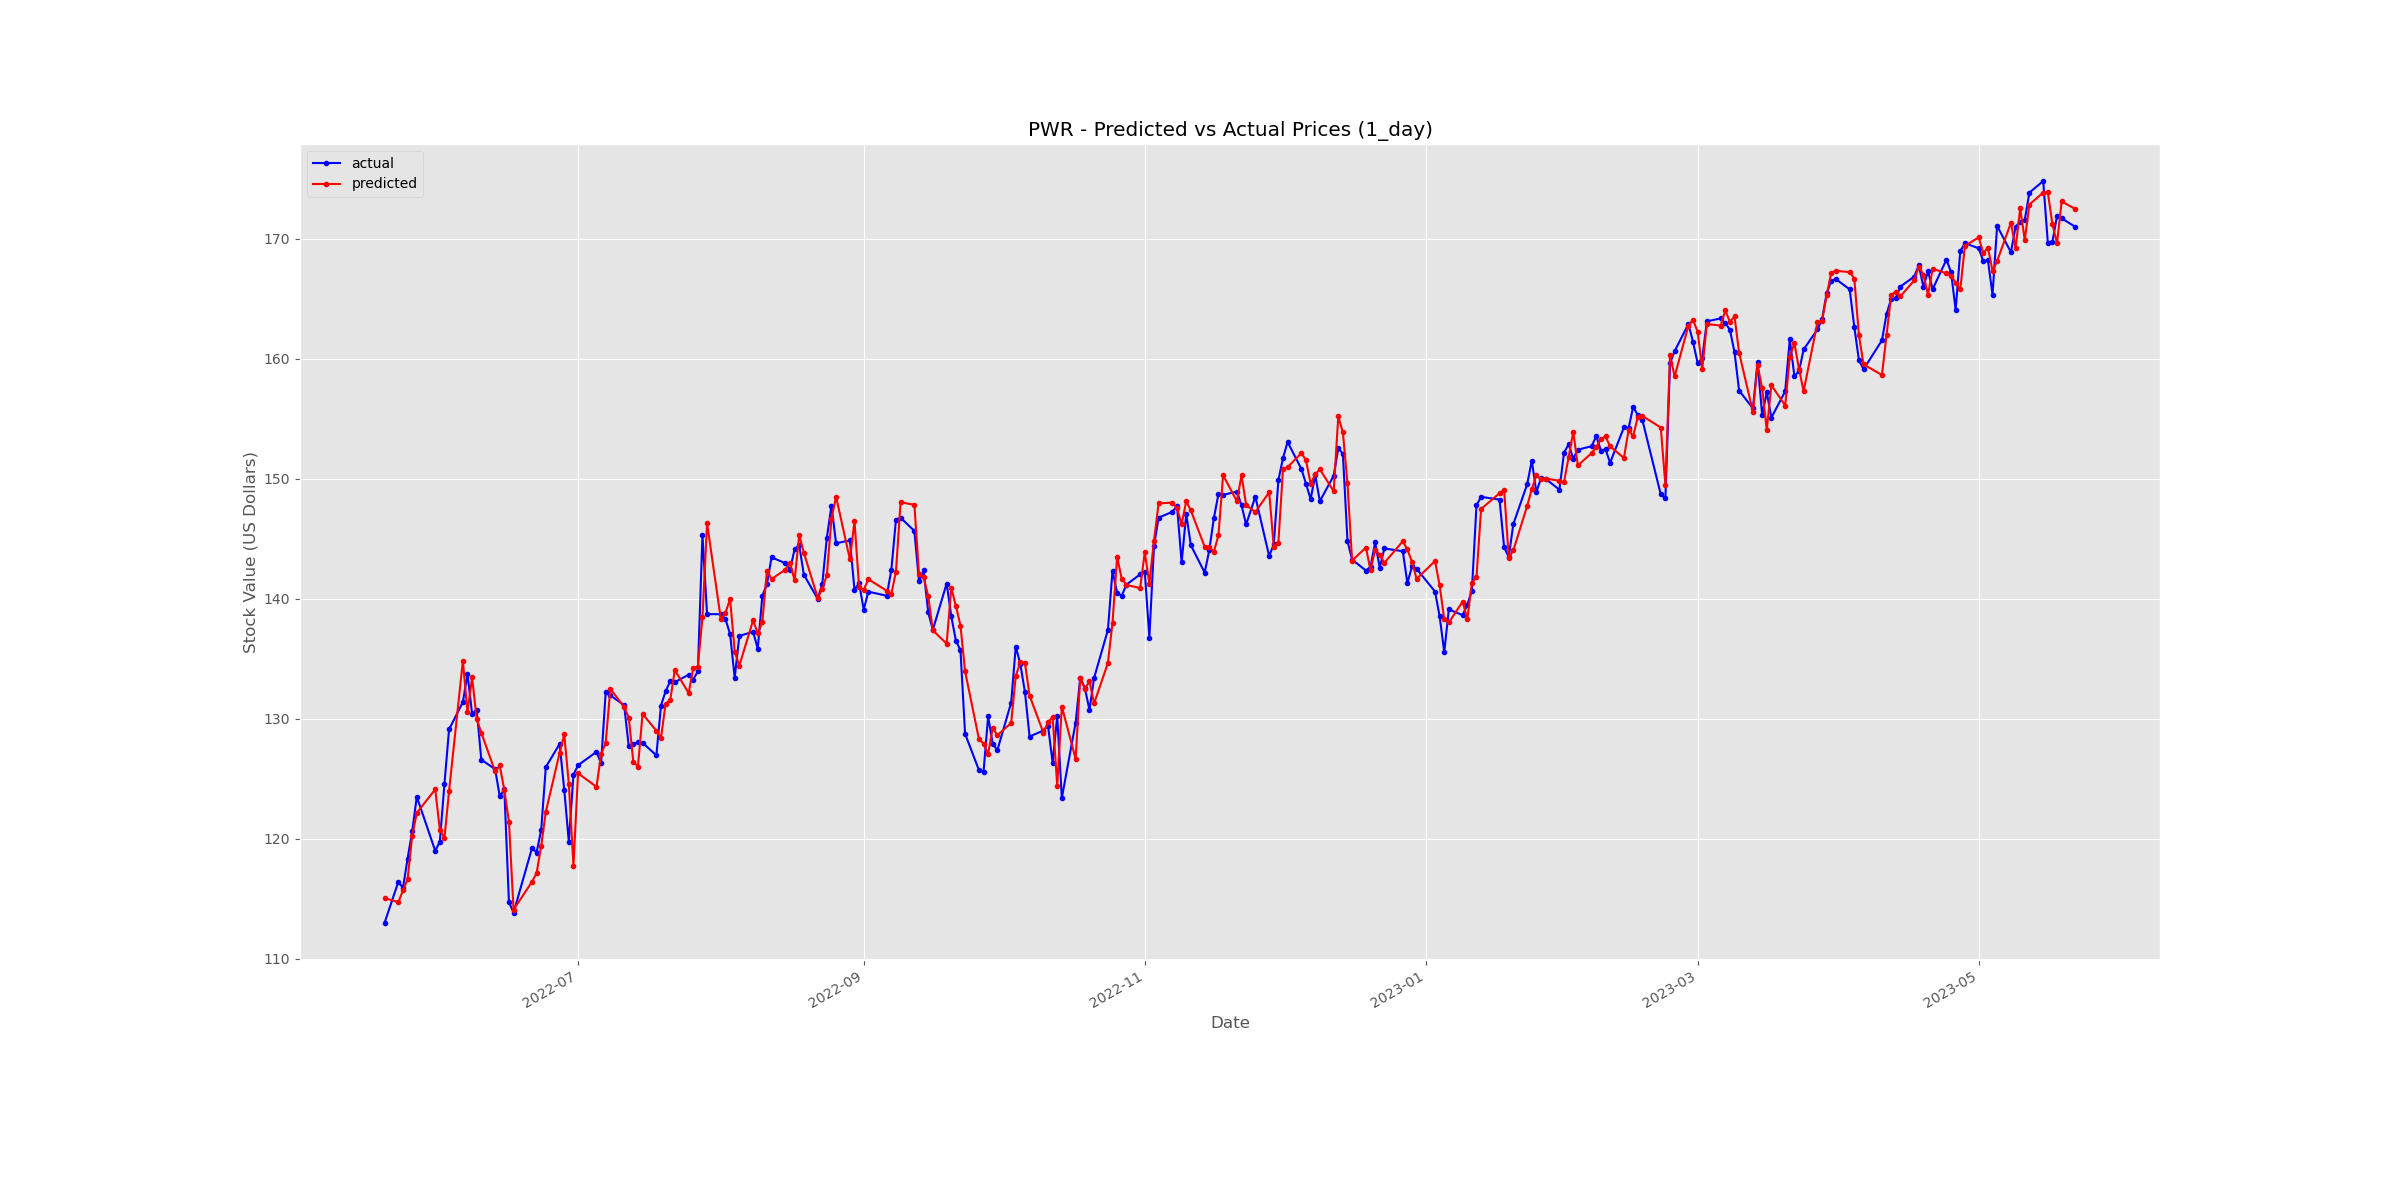 PWR - Predicted vs Actual Prices (1_day)
actual
predicted
Stock Value (US Dollars)
170
160
150
140
130
120
110
2022-07
2022-09
2022-11
2023-01
2023-03
2023-05
Date